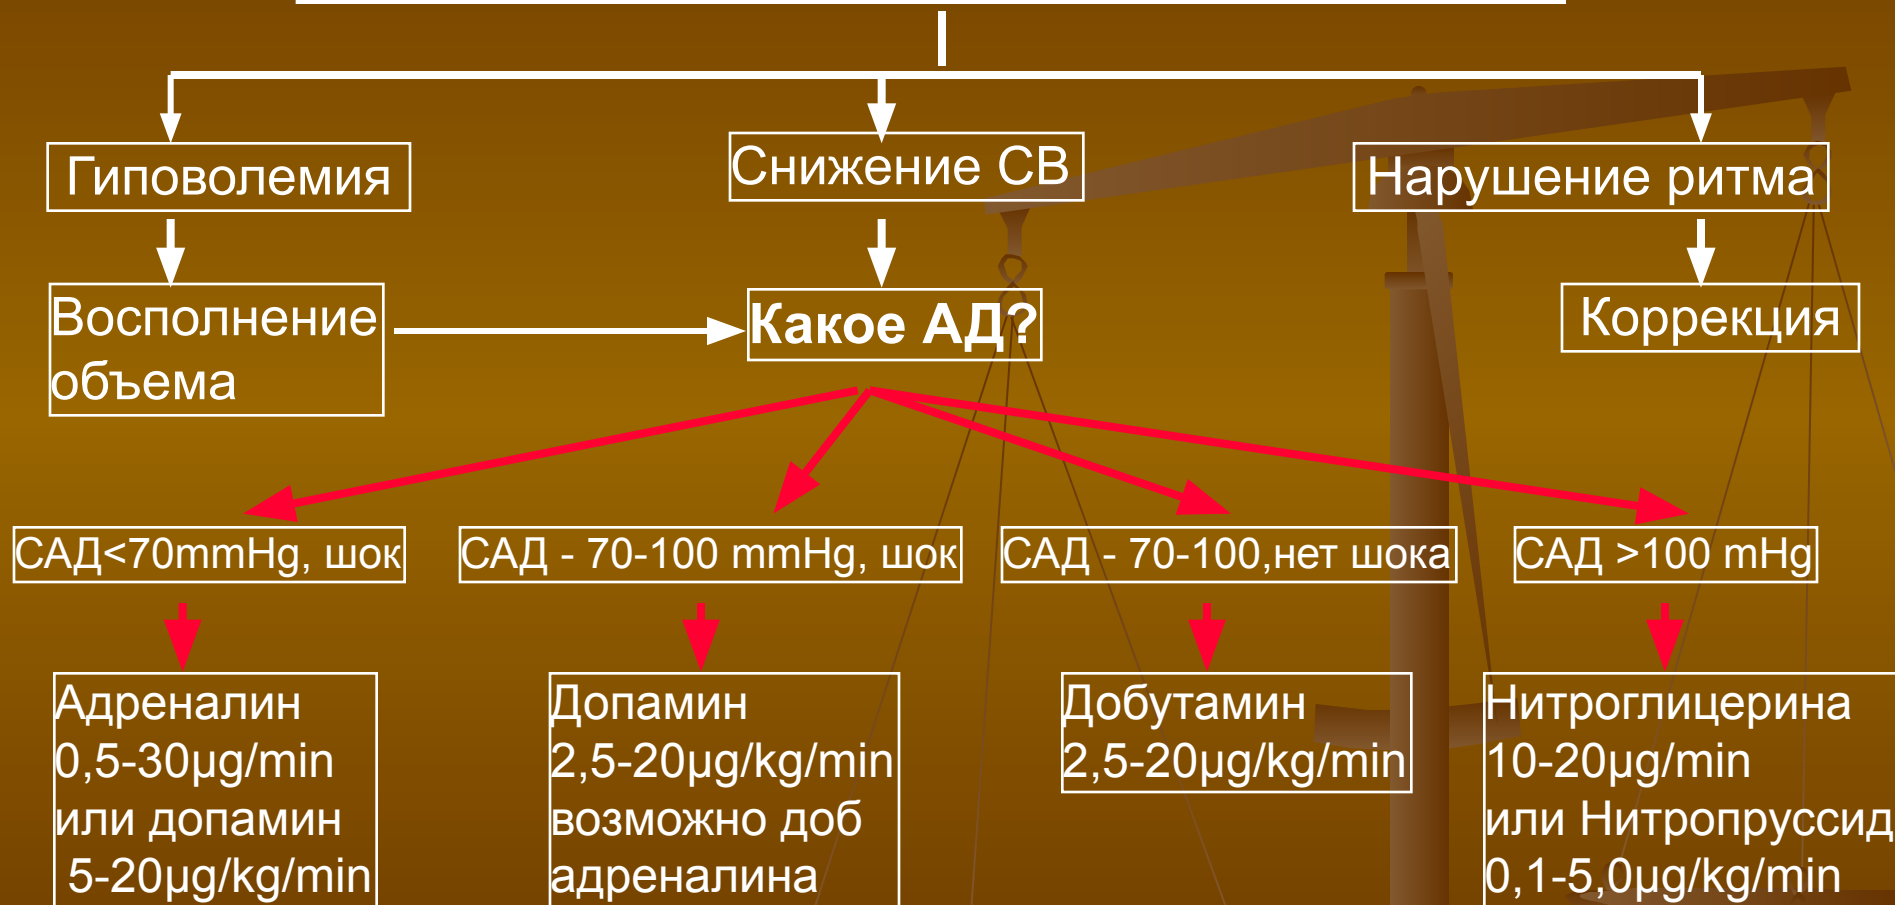 Гиповолемия
Снижение СВ
Нарушение ритма
Восполнение
объема
Какое АД?
Коррекция
САД<70mmHg, шок
САД - 70-100 mmHg, шок
САД - 70-100,нет шока
САД >100 mHg
Адреналин
0,5-30µg/min
или допамин
5-20µg/kg/min
Допамин
2,5-20µg/kg/min
возможно доб
адреналина
Добутамин
2,5-20µg/kg/min
Нитроглицерина
10-20µg/min
или Нитропруссид
0,1-5,0µg/kg/min